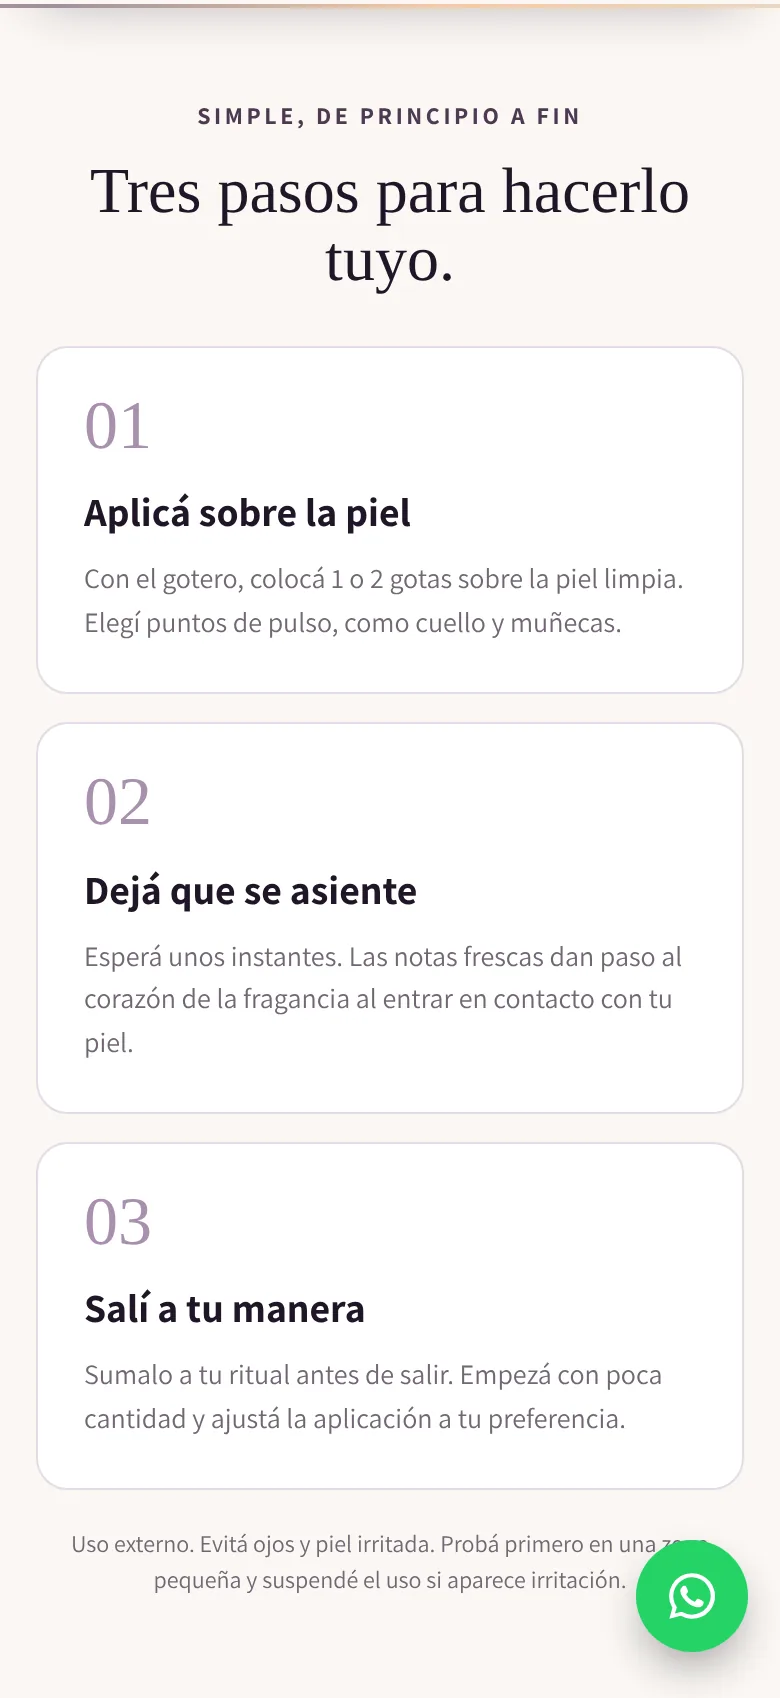 SIMPLE, DE PRINCIPIO A FIN
Tres pasos para hacerlo
tuyo.
01
Aplicá sobre la piel
Con el gotero, colocá 1 o 2 gotas sobre la piel limpia.
Elegí puntos de pulso, como cuello y muñecas.
02
Dejá que se asiente
Esperá unos instantes. Las notas frescas dan paso al
corazón de la fragancia al entrar en contacto con tu
piel.
03
Salí a tu manera
Sumalo a tu ritual antes de salir. Empezá con poca
cantidad y ajustá la aplicación a tu preferencia.
Uso externo. Evitá ojos y piel irritada. Probá primero en una
pequeña y suspendé el uso si aparece irritación.